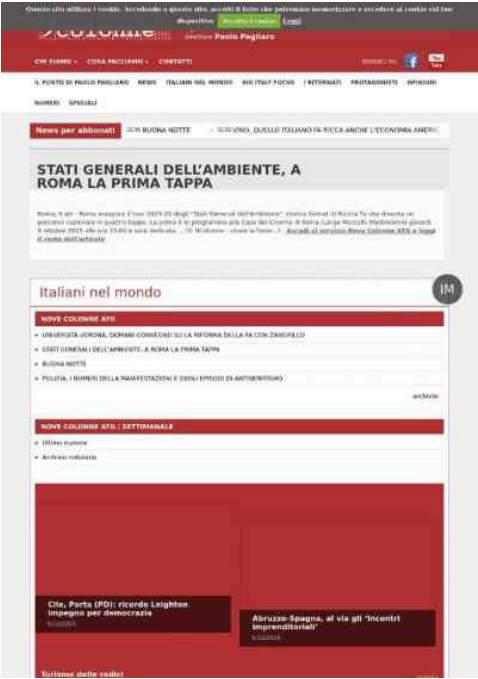 Questo sito utilizza i cookie. Accedendo a questo sito, accetti il fatto che potremmo memorizzare e accedere ai cookie sul tuo
dispositivo. Accetta i cookie Leggi
direttore Paolo Pagliaro
CHI SIAMO COSA FACCIAMO CONTATTI
SEGUICI SU
You Tube
IL PUNTO DI PAOLO PAGLIARO NEWS ITALIANI NEL MONDO BIG ITALY FOCUS I RITORNATI PROTAGONISTI OPINIONI
NUMERI SPECIALI
News per abbonati BUONA NOTTE VINO, QUELLO ITALIANO FA RICCA ANCHE L'ECONOMIA AMERI
STATI GENERALI DELL'AMBIENTE, A
ROMA LA PRIMA TAPPA
Accedi al servizio Nove Colonne ATG e leggi
il resto dell'articolo
Italiani nel mondo
IM
NOVE COLONNE ATG
UNIVERSITÀ VERONA, DOMANI CONVEGNO SU LA RIFORMA DELLA PA CON ZANGRILLO
STATI GENERALI DELL'AMBIENTE, A ROMA LA PRIMA TAPPA
BUONA NOTTE
POLIZIA, I NUMERI DELLA MANIFESTAZIONI E DEGLI EPISODI DI ANTISEMITISMO
archivio
NOVE COLONNE ATG / SETTIMANALE
Ultimo numero
Archivio notiziario
Cile, Porta (PD): ricordo Leighton
impegno per democrazia
Abruzzo-Spagna, al via gli 'Incontri
imprenditoriali'
Turismo delle radici